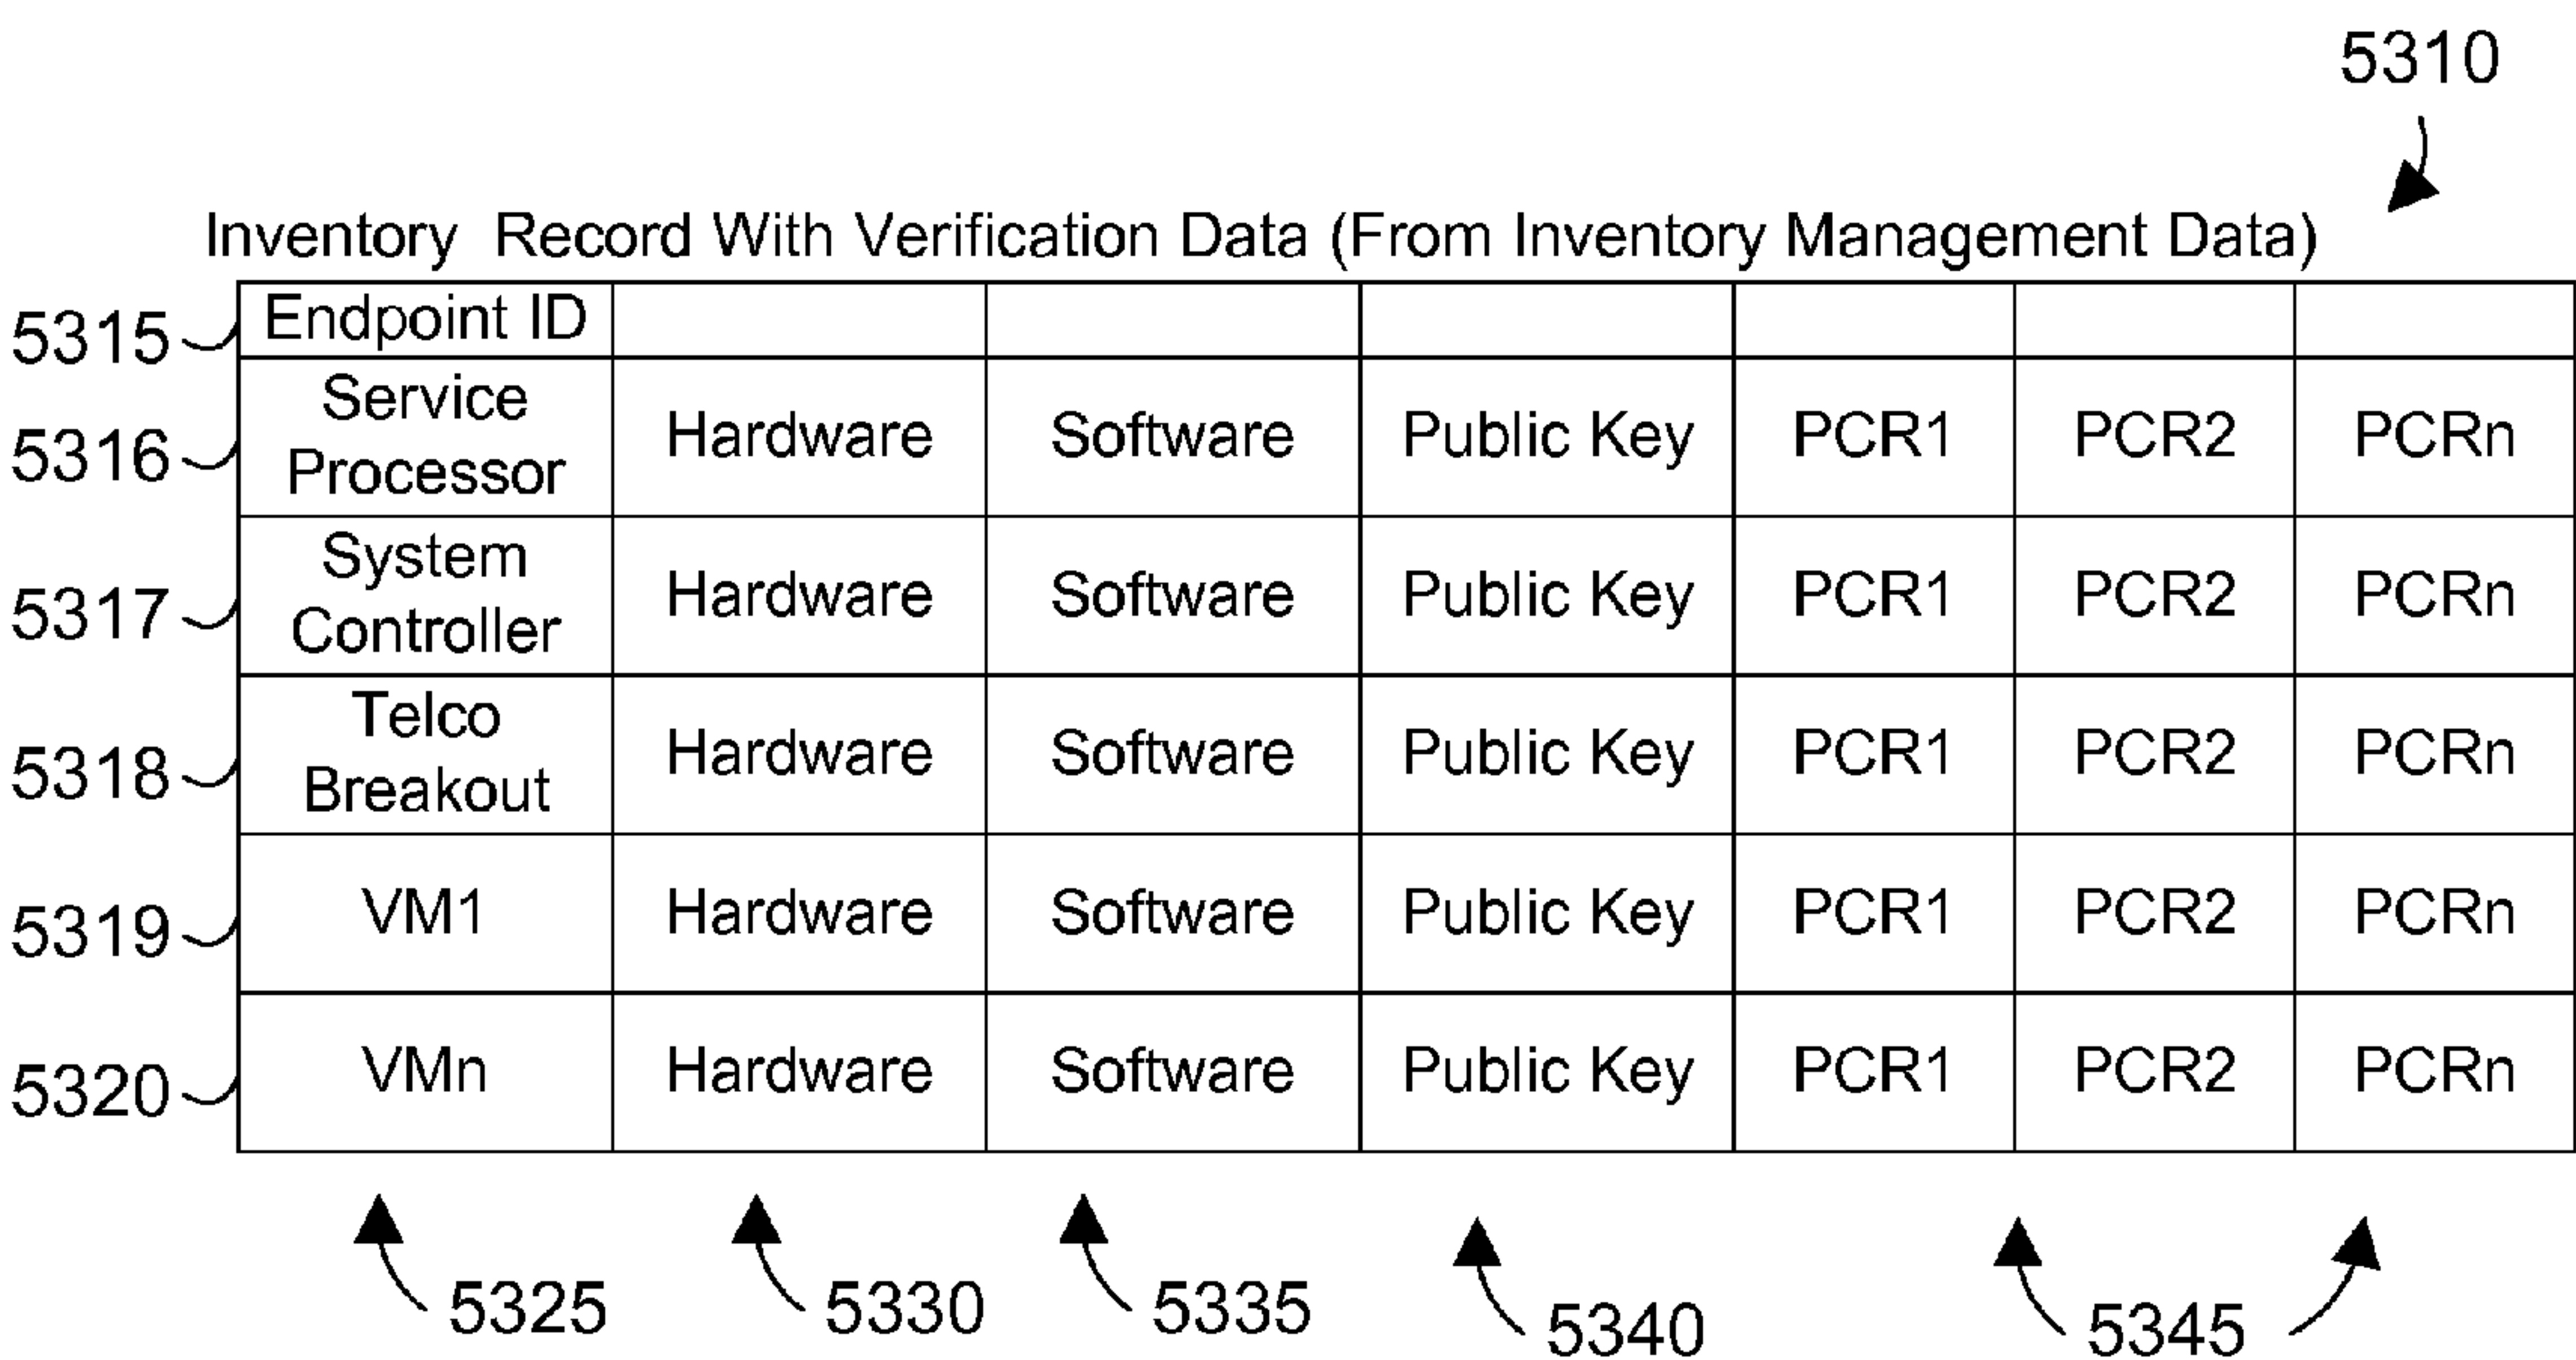 5310
Inventory Record With Verification Data (From Inventory Management Data)
5315 Endpoint ID
5316 Service Processor Hardware Software Public Key PCR1 PCR2 PCRn
5317 System Controller Hardware Software Public Key PCR1 PCR2 PCRn
5318 Telco Breakout Hardware Software Public Key PCR1 PCR2 PCRn
5319 VM1 Hardware Software Public Key PCR1 PCR2 PCRn
5320 VMn Hardware Software Public Key PCR1 PCR2 PCRn
5325 5330 5335 5340 5345